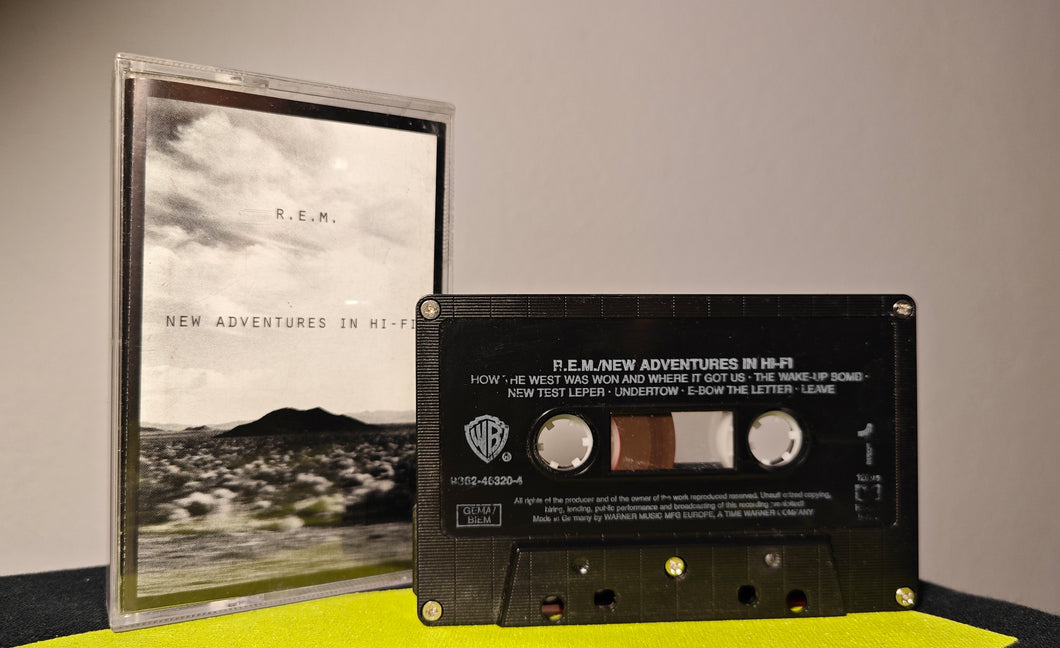 R.E.M.
NEW ADVENTURES IN HI-FI
R.E.M./NEW ADVENTURES IN HI-FI
HOW THE WEST WAS WON AND WHERE IT GOT US · THE WAKE-UP BOMB ·
NEW TEST LEPER · UNDERTOW · E-BOW THE LETTER · LEAVE
WB
9362-46320-4
GEMA/
BIEM
All rights of the producer and of the owner of the work reproduced reserved. Unauthorized copying,
hiring, lending, public performance and broadcasting of this recording prohibited!
Made in Germany by WARNER MUSIC MFG EUROPE, A TIME WARNER COMPANY